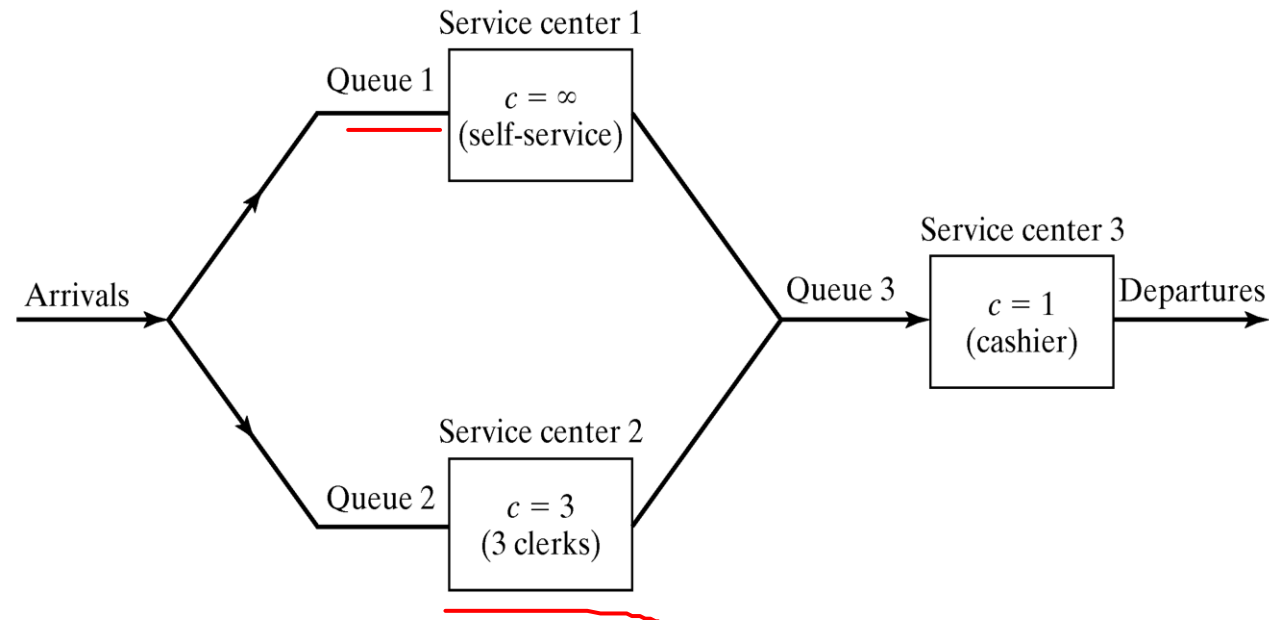 Service center 1
Queue 1
c = ∞
(self-service)
Service center 3
Arrivals
Queue 3
c = 1
(cashier)
Departures
Service center 2
Queue 2
c = 3
(3 clerks)